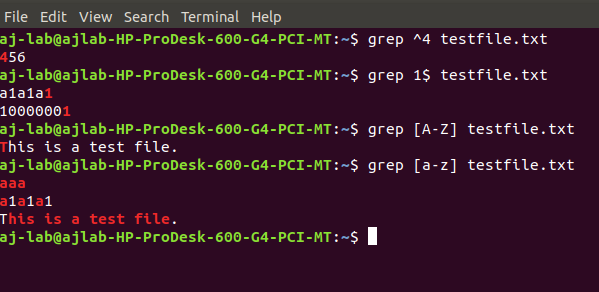 File Edit View Search Terminal Help
aj-lab@ajlab-HP-ProDesk-600-G4-PCI-MT:~$ grep ^4 testfile.txt
456
aj-lab@ajlab-HP-ProDesk-600-G4-PCI-MT:~$ grep 1$ testfile.txt
a1a1a1
10000001
aj-lab@ajlab-HP-ProDesk-600-G4-PCI-MT:~$ grep [A-Z] testfile.txt
This is a test file.
aj-lab@ajlab-HP-ProDesk-600-G4-PCI-MT:~$ grep [a-z] testfile.txt
aaa
a1a1a1
This is a test file.
aj-lab@ajlab-HP-ProDesk-600-G4-PCI-MT:~$